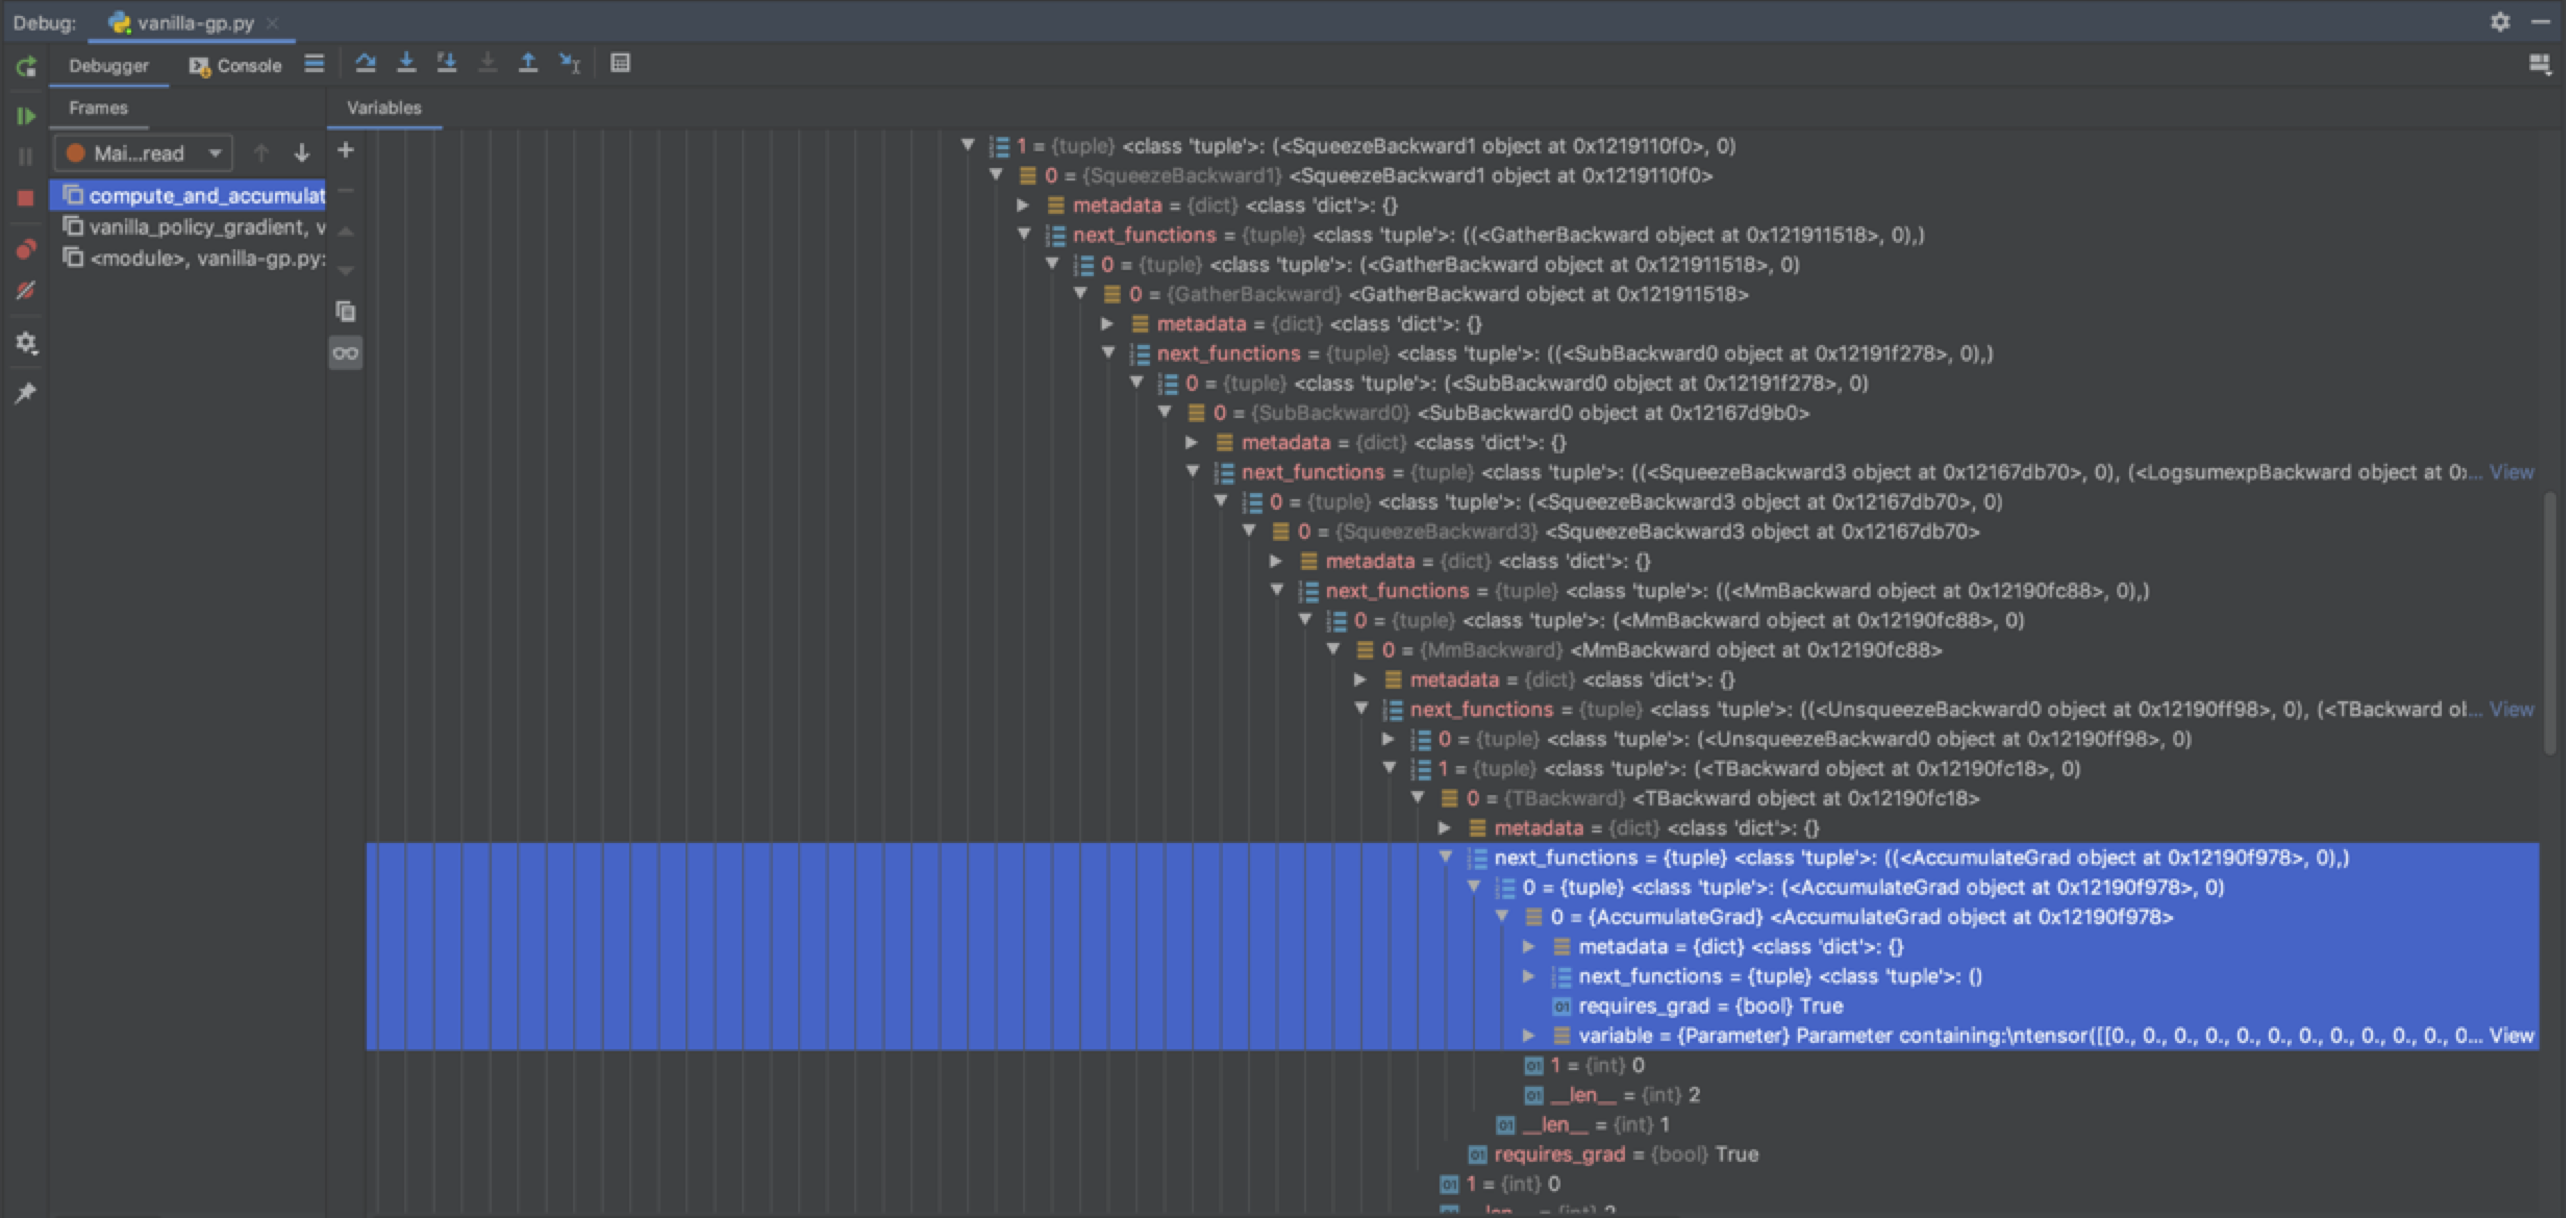 Debug: vanilla-gp.py
Debugger Console
Frames
Variables
Mai...read
compute_and_accumulat
vanilla_policy_gradient, v
<module>, vanilla-gp.py:
1 = {tuple} <class 'tuple'>: (<SqueezeBackward1 object at 0x1219110f0>, 0)
0 = {SqueezeBackward1} <SqueezeBackward1 object at 0x1219110f0>
metadata = {dict} <class 'dict'>: {}
next_functions = {tuple} <class 'tuple'>: ((<GatherBackward object at 0x121911518>, 0),)
0 = {tuple} <class 'tuple'>: (<GatherBackward object at 0x121911518>, 0)
0 = {GatherBackward} <GatherBackward object at 0x121911518>
metadata = {dict} <class 'dict'>: {}
next_functions = {tuple} <class 'tuple'>: ((<SubBackward0 object at 0x12191f278>, 0),)
0 = {tuple} <class 'tuple'>: (<SubBackward0 object at 0x12191f278>, 0)
0 = {SubBackward0} <SubBackward0 object at 0x12167d9b0>
metadata = {dict} <class 'dict'>: {}
next_functions = {tuple} <class 'tuple'>: ((<SqueezeBackward3 object at 0x12167db70>, 0), (<LogsumexpBackward object at 0>... View
0 = {tuple} <class 'tuple'>: (<SqueezeBackward3 object at 0x12167db70>, 0)
0 = {SqueezeBackward3} <SqueezeBackward3 object at 0x12167db70>
metadata = {dict} <class 'dict'>: {}
next_functions = {tuple} <class 'tuple'>: ((<MmBackward object at 0x12190fc88>, 0),)
0 = {tuple} <class 'tuple'>: (<MmBackward object at 0x12190fc88>, 0)
0 = {MmBackward} <MmBackward object at 0x12190fc88>
metadata = {dict} <class 'dict'>: {}
next_functions = {tuple} <class 'tuple'>: ((<UnsqueezeBackward0 object at 0x12190ff98>, 0), (<TBackward ol... View
0 = {tuple} <class 'tuple'>: (<UnsqueezeBackward0 object at 0x12190ff98>, 0)
1 = {tuple} <class 'tuple'>: (<TBackward object at 0x12190fc18>, 0)
0 = {TBackward} <TBackward object at 0x12190fc18>
metadata = {dict} <class 'dict'>: {}
next_functions = {tuple} <class 'tuple'>: ((<AccumulateGrad object at 0x12190f978>, 0),)
0 = {tuple} <class 'tuple'>: (<AccumulateGrad object at 0x12190f978>, 0)
0 = {AccumulateGrad} <AccumulateGrad object at 0x12190f978>
metadata = {dict} <class 'dict'>: {}
next_functions = {tuple} <class 'tuple'>: ()
requires_grad = {bool} True
variable = {Parameter} Parameter containing:\ntensor([[0., 0., 0., 0., 0., 0., 0., 0., 0., 0., 0., 0... View
1 = {int} 0
__len__ = {int} 2
__len__ = {int} 1
requires_grad = {bool} True
1 = {int} 0
__len__ = {int} 2